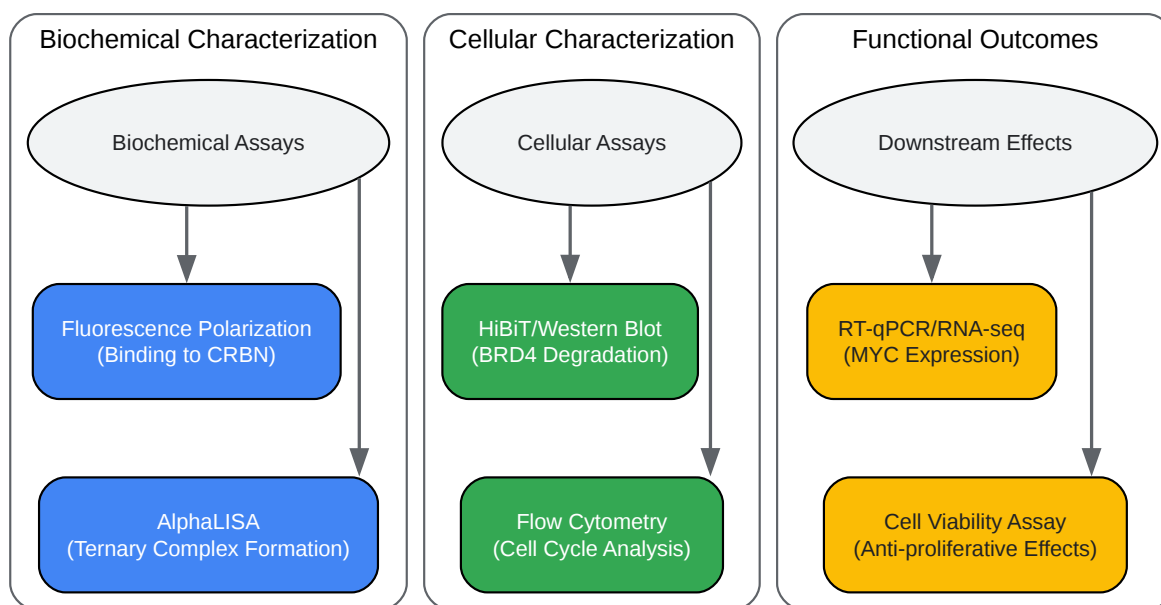 Biochemical Characterization
Biochemical Assays
Fluorescence Polarization
(Binding to CRBN)
AlphaLISA
(Ternary Complex Formation)
Cellular Characterization
Cellular Assays
HiBiT/Western Blot
(BRD4 Degradation)
Flow Cytometry
(Cell Cycle Analysis)
Functional Outcomes
Downstream Effects
RT-qPCR/RNA-seq
(MYC Expression)
Cell Viability Assay
(Anti-proliferative Effects)